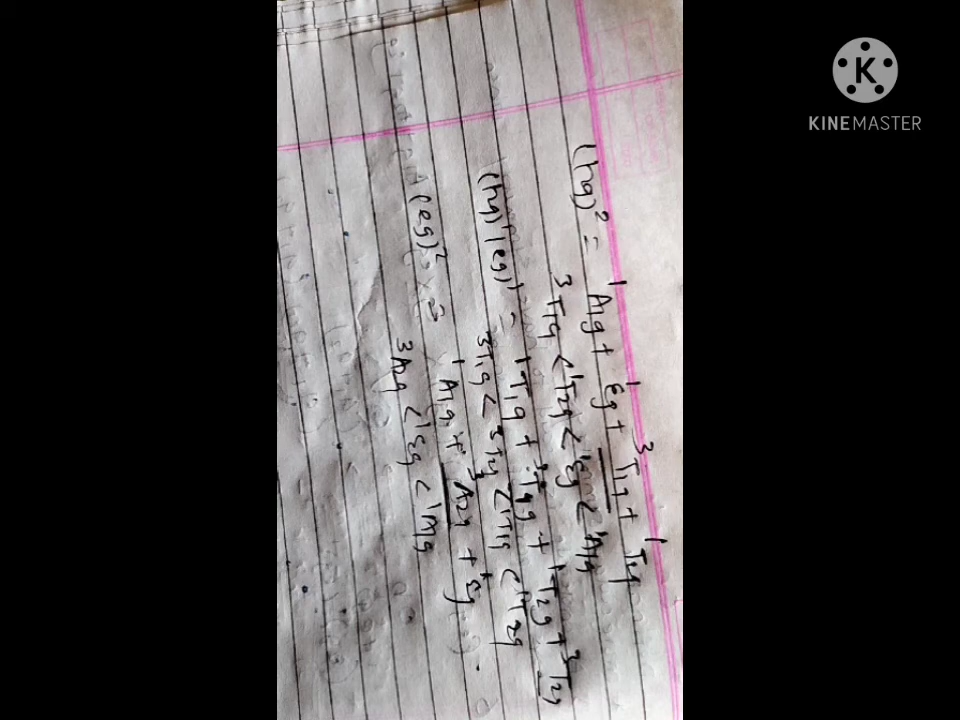 (t₂g)² = ¹A₁g + ¹Eg + ³T₁g + ¹T₂g
³T₁g < ¹T₂g < ¹Eg < ¹A₁g
(t₂g)¹(eg)¹ = ¹T₁g + ³T₁g + ¹T₂g + ³T₂g
³T₁g < ³T₂g < ¹T₁g < ¹T₂g
(eg)² × ¹A₁g + ³A₂g + ¹Eg
³A₂g < ¹Eg < ¹A₁g
KINEMASTER